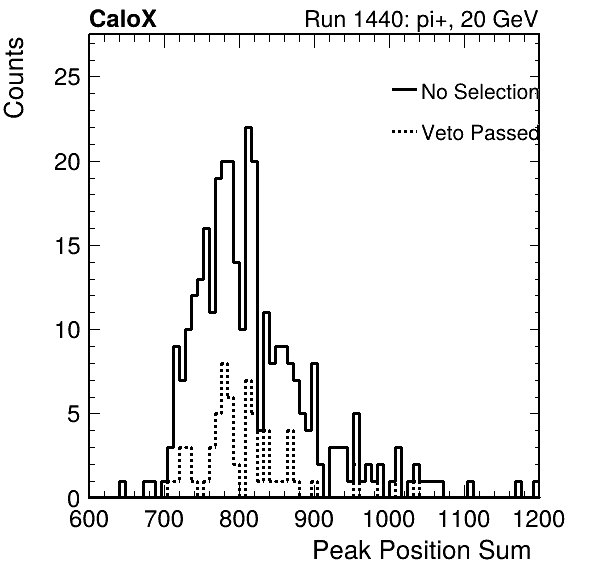 CaloX Run 1440: pi+, 20 GeV
Counts
25
No Selection
Veto Passed
20
15
10
5
0
600 700 800 900 1000 1100 1200
Peak Position Sum